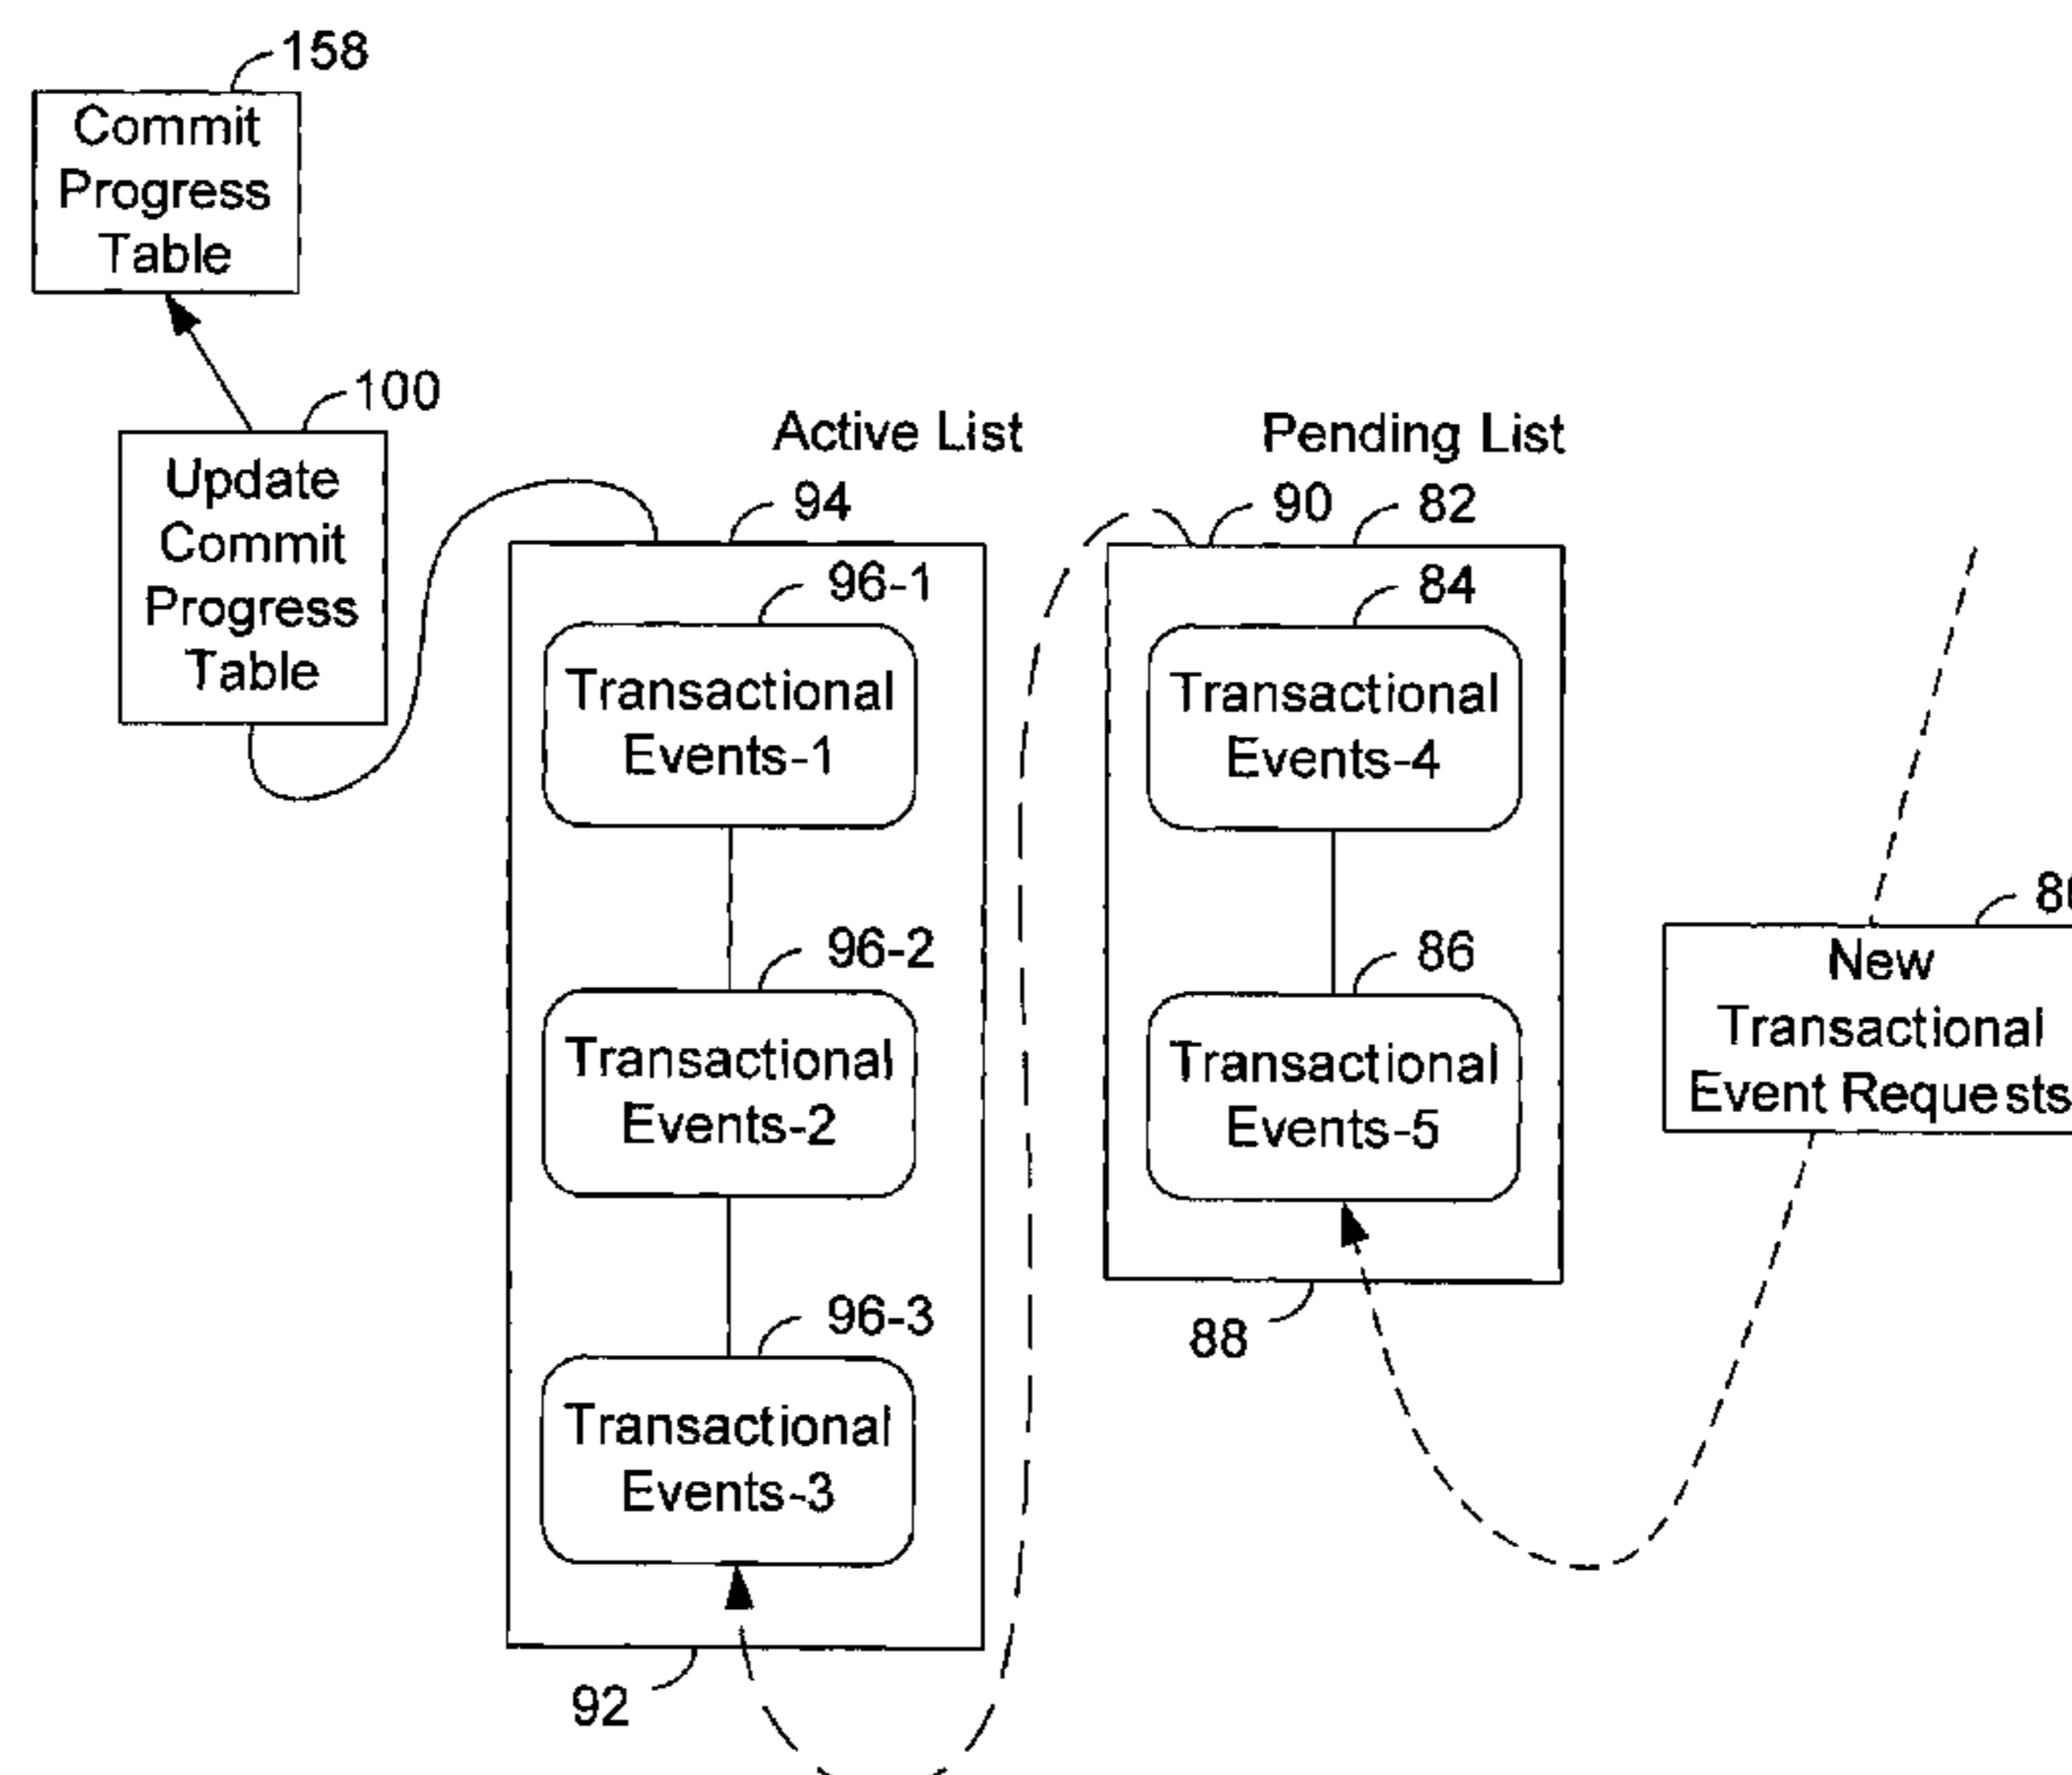 158
Commit
Progress
Table
100
Update
Commit
Progress
Table
Active List
94
96-1
Transactional
Events-1
96-2
Transactional
Events-2
96-3
Transactional
Events-3
92
Pending List
90
82
84
Transactional
Events-4
86
Transactional
Events-5
88
New
Transactional
Event Requests